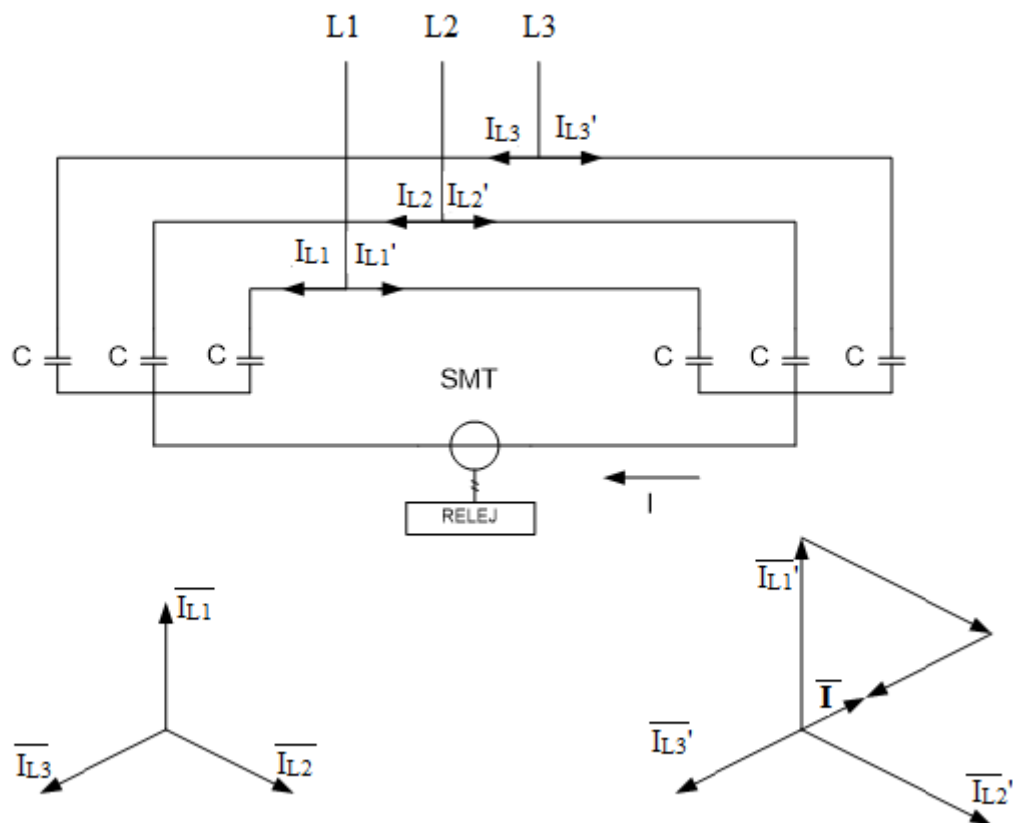 L1 L2 L3
IL3 IL3'
IL2 IL2'
IL1 IL1'
C C C C C C
SMT
I
RELEJ
IL1
IL3 IL2
IL1'
I
IL3'
IL2'